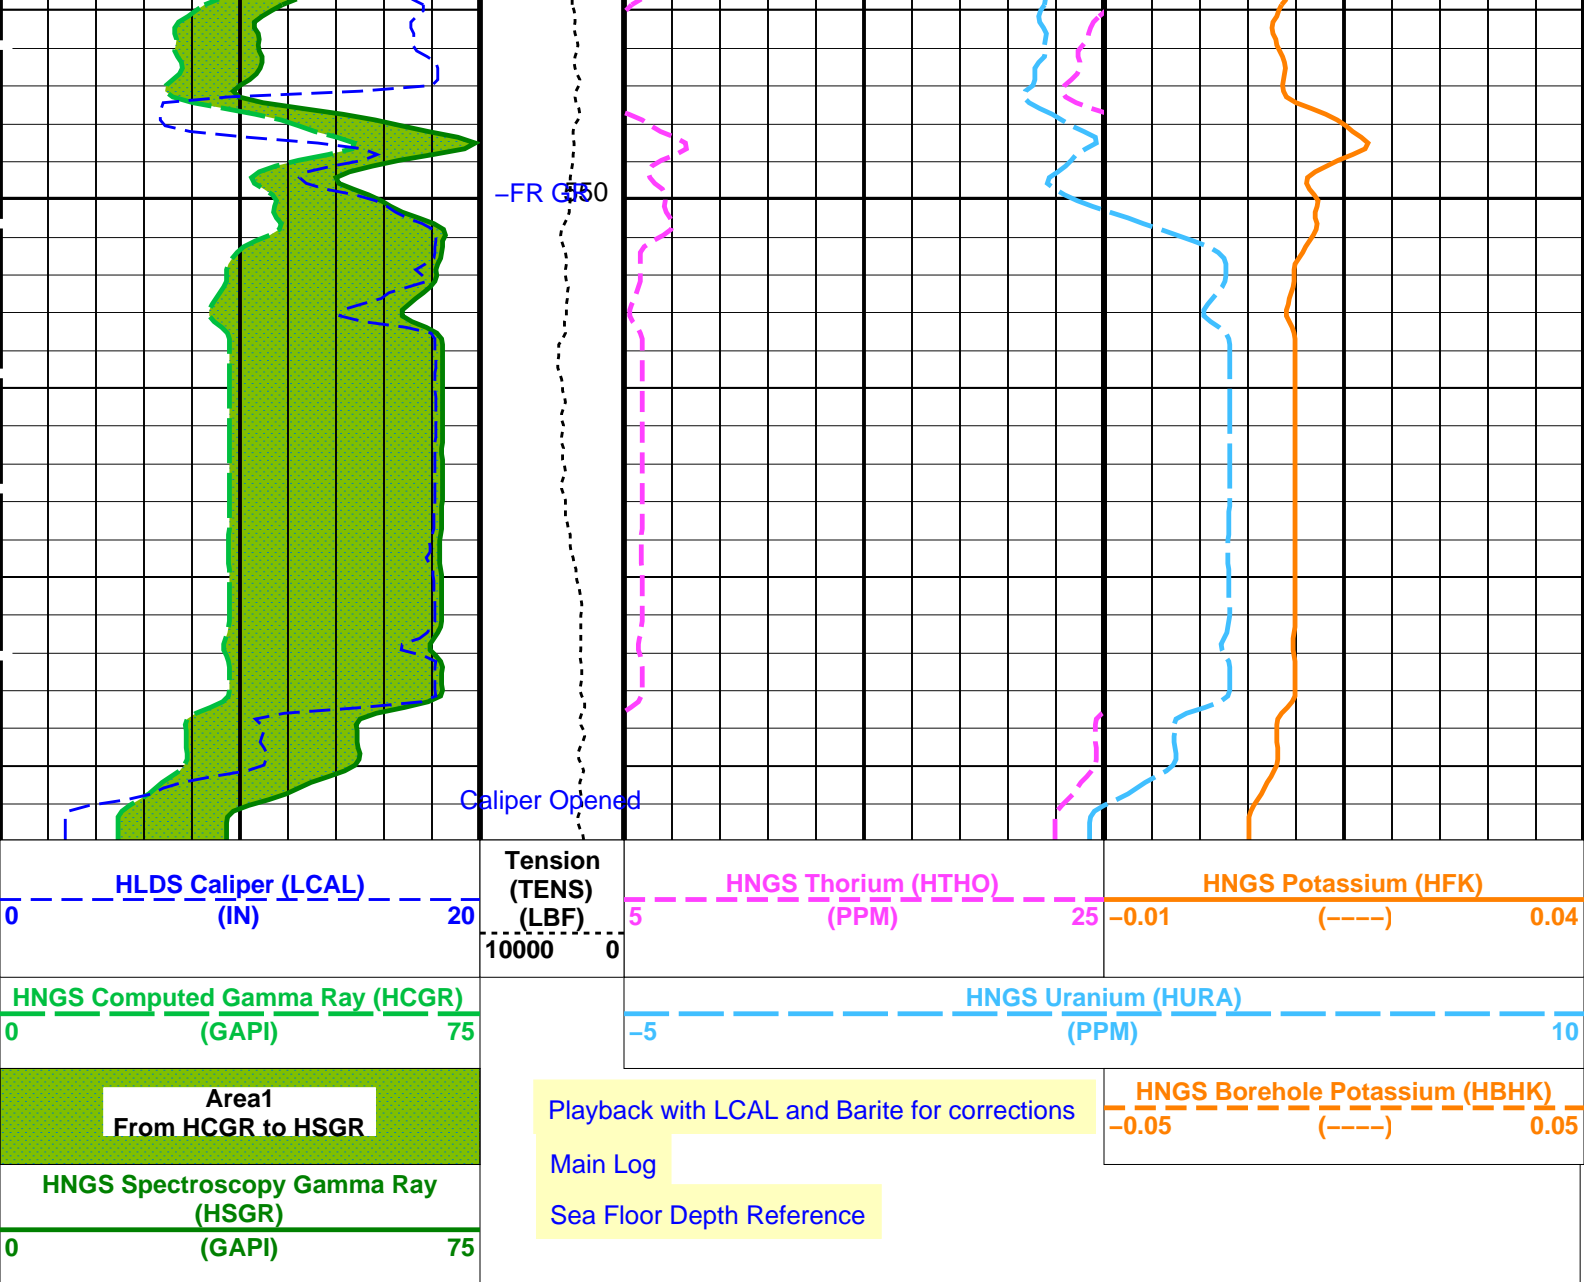 –FR GR
Caliper Opened
HLDS Caliper (LCAL)
0 (IN) 20
Tension
(TENS)
(LBF)
10000 0
HNGS Thorium (HTHO)
5 (PPM) 25
HNGS Potassium (HFK)
–0.01 (––––) 0.04
HNGS Computed Gamma Ray (HCGR)
0 (GAPI) 75
HNGS Uranium (HURA)
–5 (PPM) 10
Area1
From HCGR to HSGR
HNGS Borehole Potassium (HBHK)
–0.05 (––––) 0.05
HNGS Spectroscopy Gamma Ray
(HSGR)
0 (GAPI) 75
Playback with LCAL and Barite for corrections
Main Log
Sea Floor Depth Reference